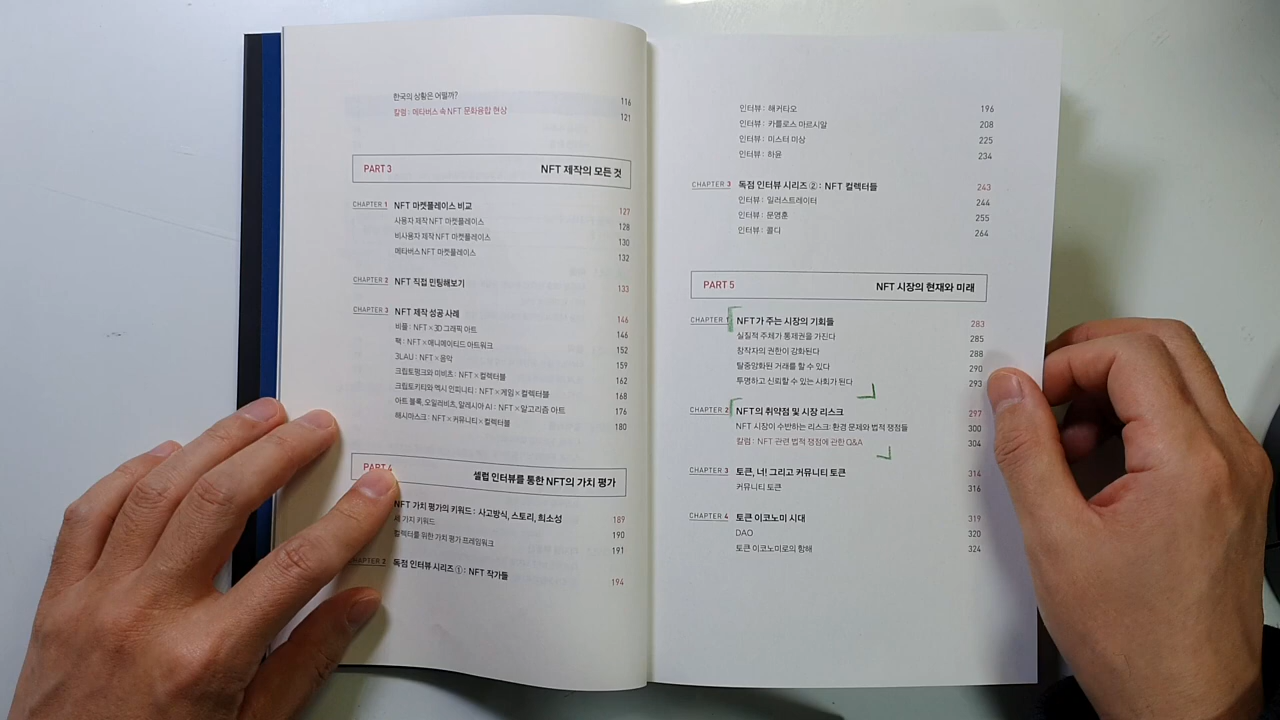 한국의 상황은 어떨까? 116
칼럼 : 메타버스 속 NFT 문화융합 현상 121
PART 3 NFT 제작의 모든 것
CHAPTER 1 NFT 마켓플레이스 비교 127
사용자 제작 NFT 마켓플레이스 128
비사용자 제작 NFT 마켓플레이스 130
메타버스 NFT 마켓플레이스 132
CHAPTER 2 NFT 직접 민팅해보기 133
CHAPTER 3 NFT 제작 성공 사례 146
비플 : NFT×3D 그래픽 아트 146
팩 : NFT×애니메이티드 아트워크 152
3LAU : NFT×음악 159
크립토펑크와 미비츠 : NFT×컬렉터블 162
크립토키티와 엑시 인피니티 : NFT×게임×컬렉터블 168
아트 블록, 오일러비츠, 알레시아 AI : NFT×알고리즘 아트 176
해시마스크 : NFT×커뮤니티×컬렉터블 180
PART 4 셀럽 인터뷰를 통한 NFT의 가치 평가
NFT 가치 평가의 키워드 : 사고방식, 스토리, 희소성 189
세 가지 키워드 190
컬렉터를 위한 가치 평가 프레임워크 191
CHAPTER 2 독점 인터뷰 시리즈 ① : NFT 작가들 194
인터뷰 : 해커타오 196
인터뷰 : 카를로스 마르시알 208
인터뷰 : 미스터 미상 225
인터뷰 : 하윤 234
CHAPTER 3 독점 인터뷰 시리즈 ② : NFT 컬렉터들 243
인터뷰 : 일러스트레이터 244
인터뷰 : 문명훈 255
인터뷰 : 콜디 264
PART 5 NFT 시장의 현재와 미래
CHAPTER 1 NFT가 주는 시장의 기회들 283
실질적 주체가 통제권을 가진다 285
창작자의 권한이 강화된다 288
탈중앙화된 거래를 할 수 있다 290
투명하고 신뢰할 수 있는 사회가 된다 293
CHAPTER 2 NFT의 취약점 및 시장 리스크 297
NFT 시장이 수반하는 리스크: 환경 문제와 법적 쟁점들 300
칼럼 : NFT 관련 법적 쟁점에 관한 Q&A 304
CHAPTER 3 토큰, 너! 그리고 커뮤니티 토큰 314
커뮤니티 토큰 316
CHAPTER 4 토큰 이코노미 시대 319
DAO 320
토큰 이코노미로의 항해 324